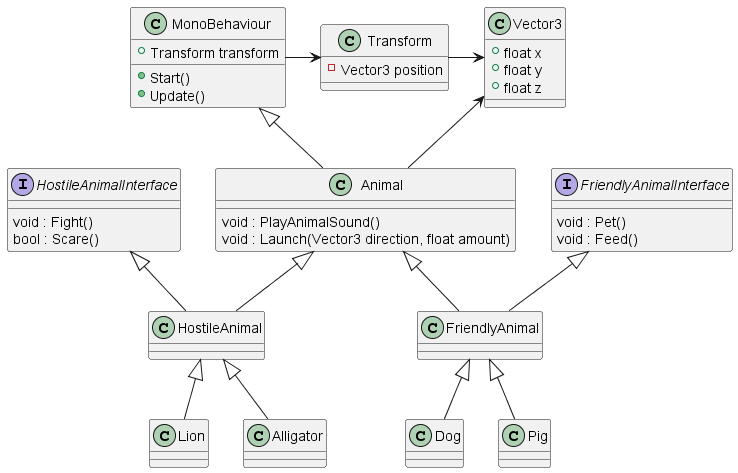 C MonoBehaviour
Transform transform
Start()
Update()
C Transform
Vector3 position
C Vector3
float x
float y
float z
I HostileAnimalInterface
void : Fight()
bool : Scare()
C Animal
void : PlayAnimalSound()
void : Launch(Vector3 direction, float amount)
I FriendlyAnimalInterface
void : Pet()
void : Feed()
C HostileAnimal
C FriendlyAnimal
C Lion
C Alligator
C Dog
C Pig